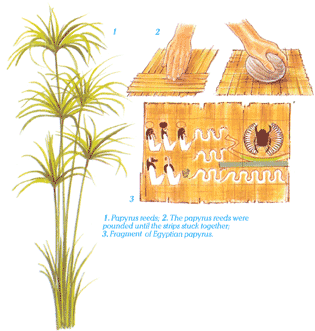 1
2
3
1. Papyrus reeds; 2. The papyrus reeds were
pounded until the strips stuck together;
3. Fragment of Egyptian papyrus.